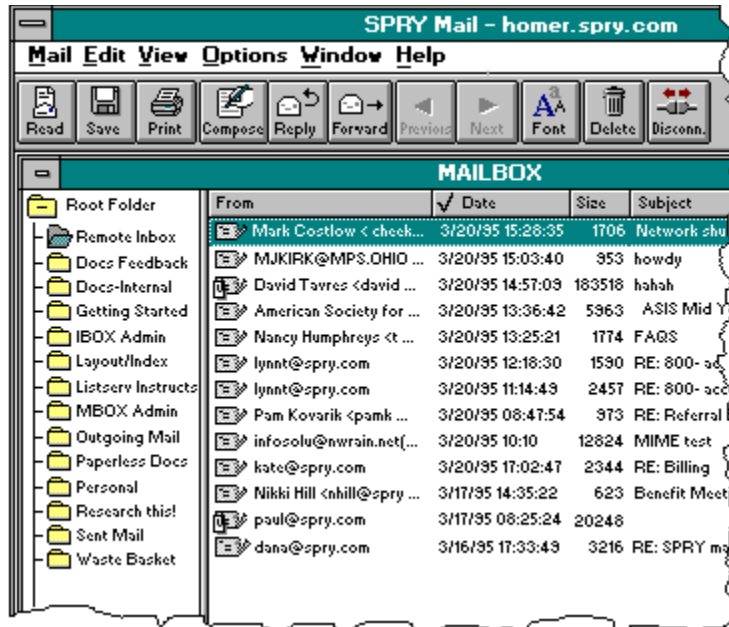 SPRY Mail - homer.spry.com
Mail Edit View Options Window Help
Read Save Print Compose Reply Forward Previous Next Font Delete Disconn.
MAILBOX
Root Folder
Remote Inbox
Docs Feedback
Docs-Internal
Getting Started
IBOX Admin
Layout/Index
Listserv Instructs
MBOX Admin
Outgoing Mail
Paperless Docs
Personal
Research this!
Sent Mail
Waste Basket
From √ Date Size Subject
Mark Costlow < cheek... 3/20/95 15:28:35 1706 Network shu
MJKIRK@MPS.OHIO ... 3/20/95 15:03:40 953 howdy
David Tavres <david ... 3/20/95 14:57:09 183518 hahah
American Society for ... 3/20/95 13:36:42 5963 ASIS Mid Y
Nancy Humphreys <t ... 3/20/95 13:25:21 1774 FAQS
lynnt@spry.com 3/20/95 12:18:30 1590 RE: 800- ac
lynnt@spry.com 3/20/95 11:14:49 2457 RE: 800- acc
Pam Kovarik <pamk ... 3/20/95 08:47:54 973 RE: Referral
infosolu@nwrain.net(... 3/20/95 10:10 12824 MIME test
kate@spry.com 3/20/95 17:02:47 2344 RE: Billing
Nikki Hill <nhill@spry ... 3/17/95 14:35:22 623 Benefit Meet
paul@spry.com 3/17/95 08:25:24 20248
dana@spry.com 3/16/95 17:33:49 3216 RE: SPRY ma